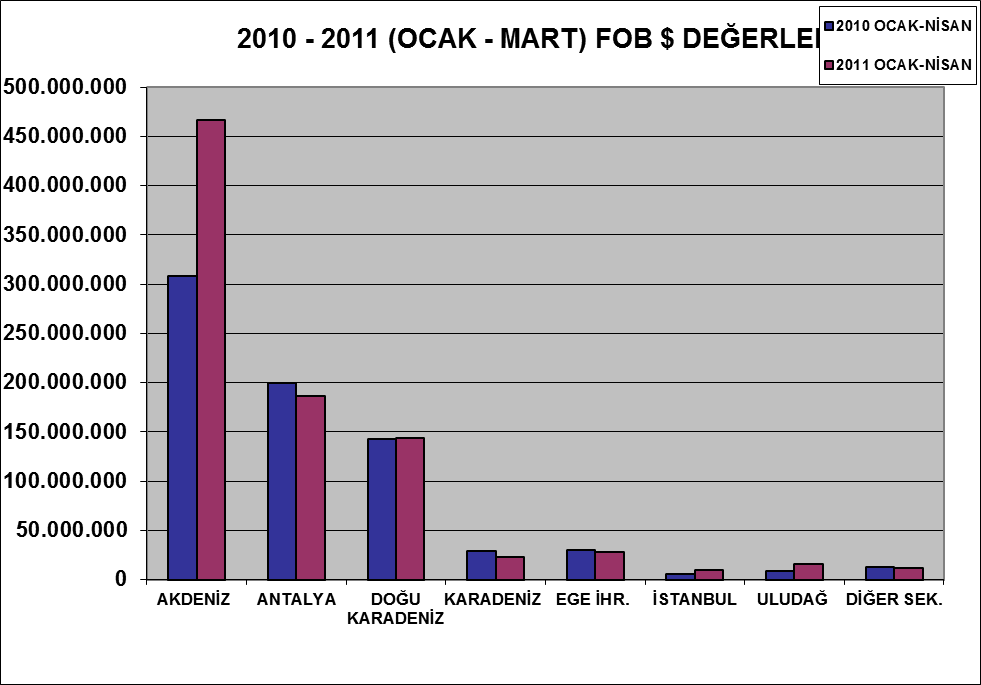 2010 - 2011 (OCAK - MART) FOB $
2010 OCAK-NİSAN
2011 OCAK-NİSAN
500.000.000
450.000.000
400.000.000
350.000.000
300.000.000
250.000.000
200.000.000
150.000.000
100.000.000
50.000.000
0
AKDENİZ ANTALYA DOĞU KARADENİZ EGE İHR. İSTANBUL ULUDAĞ DİĞER SEK.
KARADENİZ